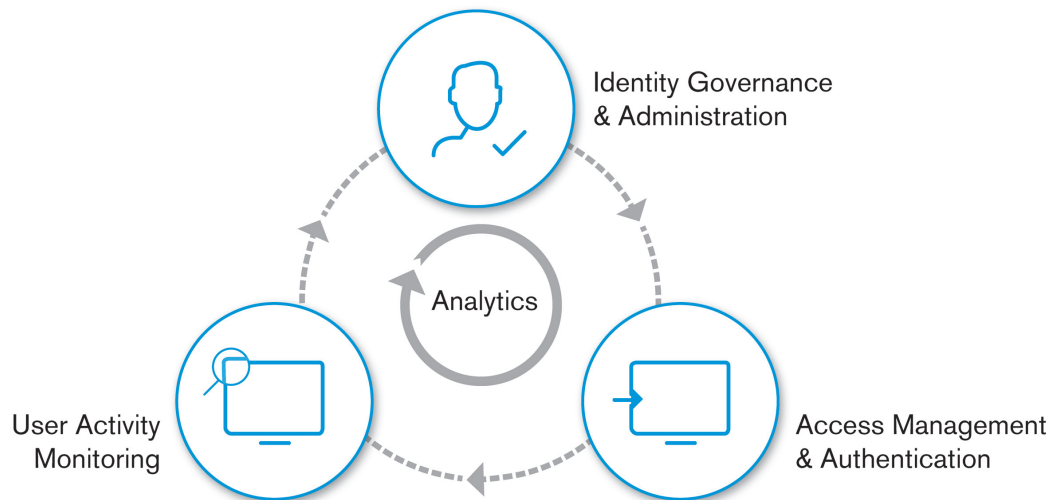 Identity Governance
& Administration
Analytics
User Activity
Monitoring
Access Management
& Authentication